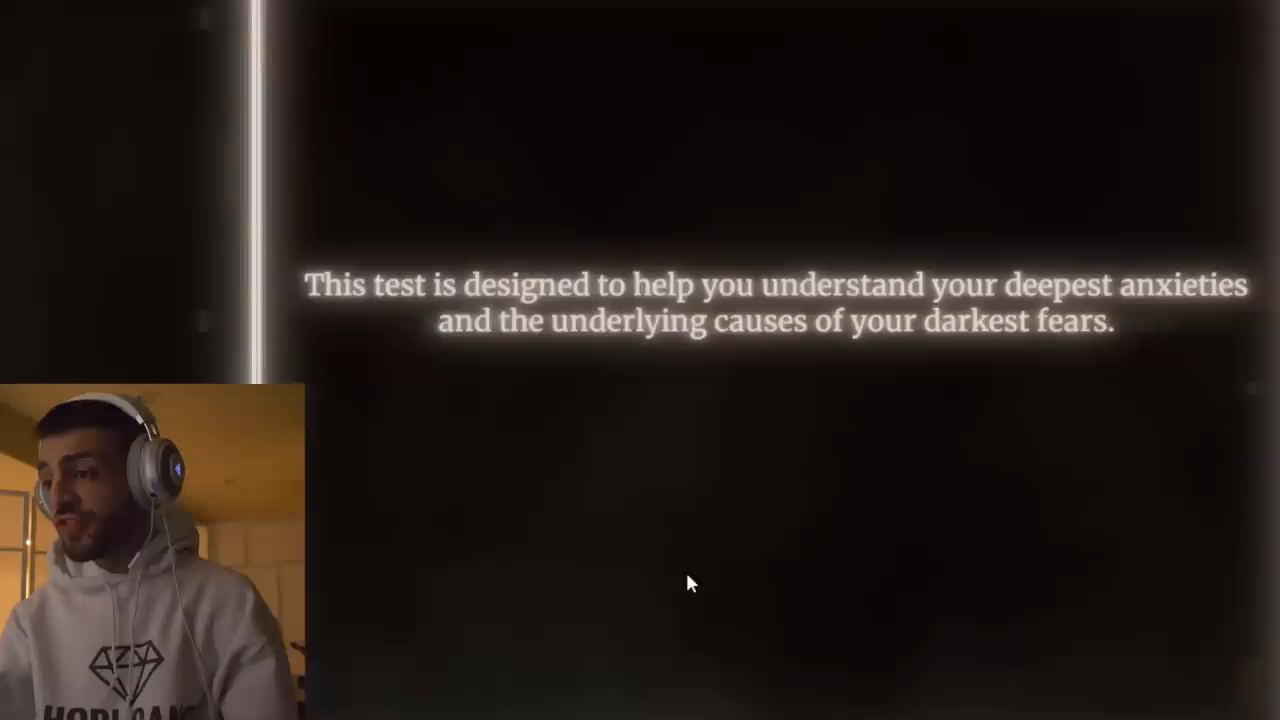 This test is designed to help you understand your deepest anxieties
and the underlying causes of your darkest fears.